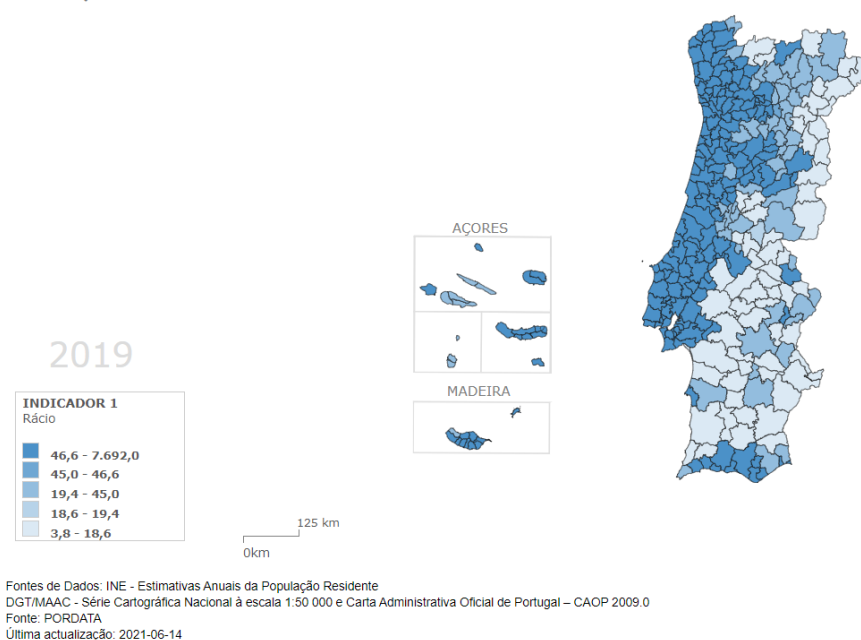 AÇORES
2019
MADEIRA
INDICADOR 1
Rácio
46,6 - 7.692,0
45,0 - 46,6
19,4 - 45,0
18,6 - 19,4
3,8 - 18,6
125 km
0km
Fontes de Dados: INE - Estimativas Anuais da População Residente
DGT/MAAC - Série Cartográfica Nacional à escala 1:50 000 e Carta Administrativa Oficial de Portugal – CAOP 2009.0
Fonte: PORDATA
Última actualização: 2021-06-14